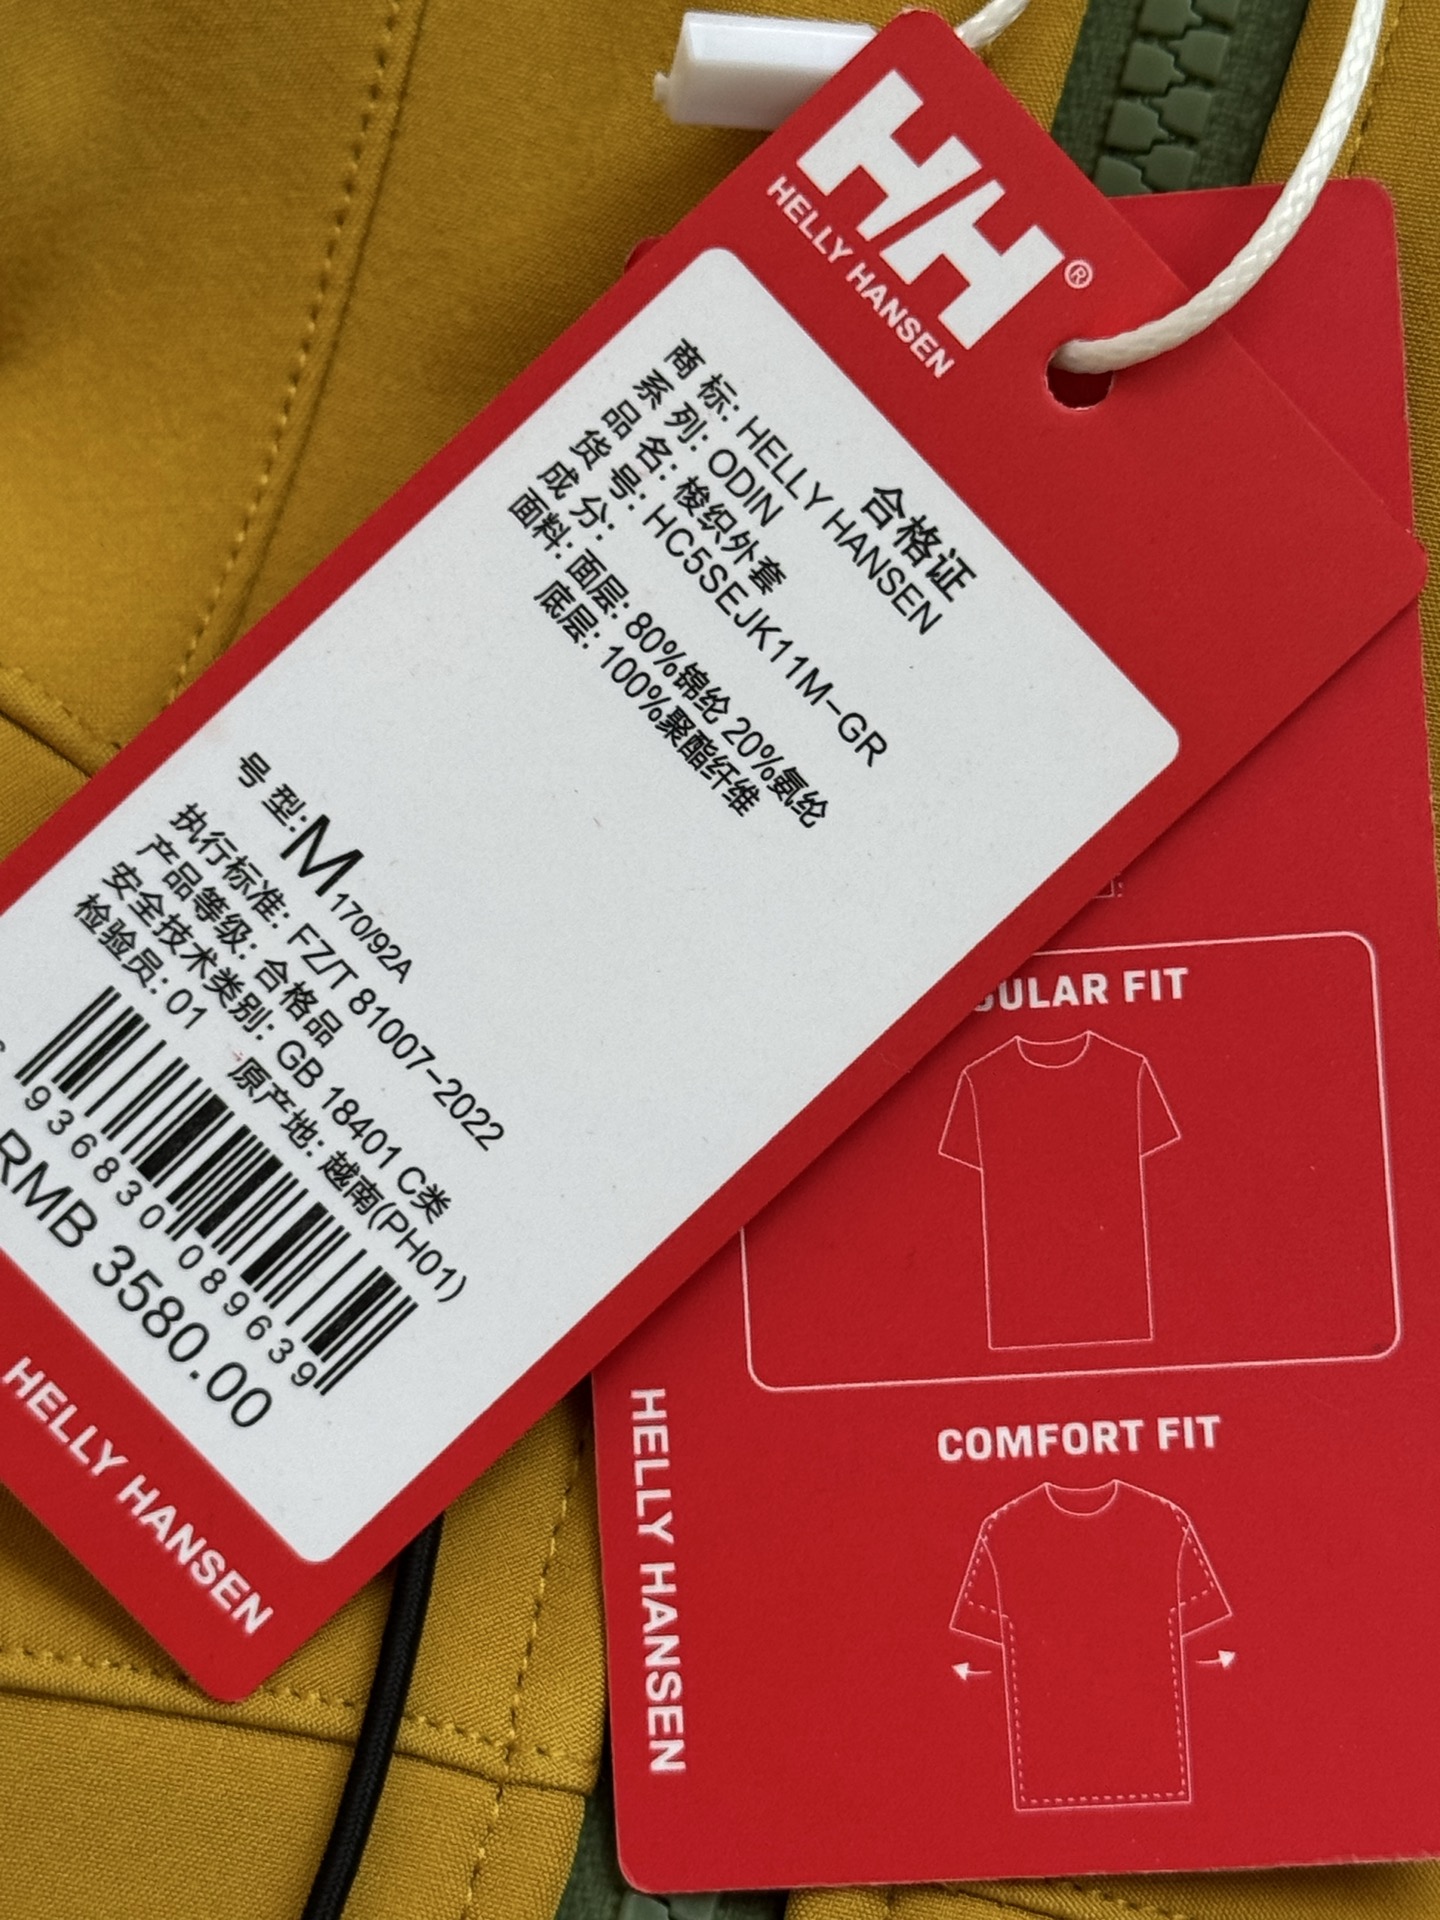 HH®
HELLY HANSEN
合格证
商 标: HELLY HANSEN
系 列: ODIN
品 名: 梭织外套
货 号: HC5SEJK11M-GR
成 分:
面料: 面层: 80%锦纶 20%氨纶
底层: 100%聚酯纤维
号 型: M 170/92A
执行标准: FZ/T 81007-2022
产品等级: 合格品
安全技术类别: GB 18401 C类
检验员: 01 原产地: 越南(PH01)
936830089639
RMB 3580.00
HELLY HANSEN
GULAR FIT
COMFORT FIT
HELLY HANSEN